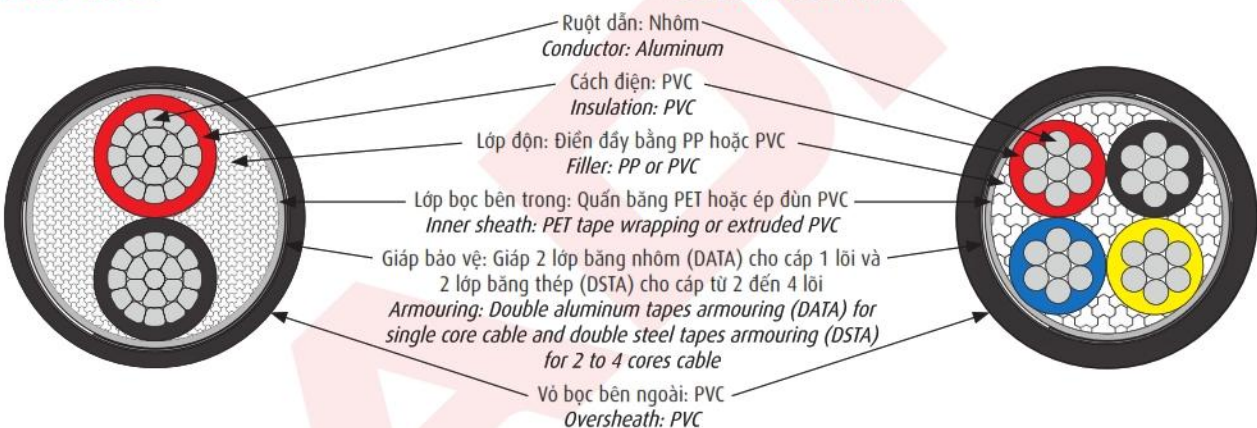 Ruột dẫn: Nhôm
Conductor: Aluminum
Cách điện: PVC
Insulation: PVC
Lớp độn: Điền đầy bằng PP hoặc PVC
Filler: PP or PVC
Lớp bọc bên trong: Quấn băng PET hoặc ép đùn PVC
Inner sheath: PET tape wrapping or extruded PVC
Giáp bảo vệ: Giáp 2 lớp băng nhôm (DATA) cho cáp 1 lõi và
2 lớp băng thép (DSTA) cho cáp từ 2 đến 4 lõi
Armouring: Double aluminum tapes armouring (DATA) for
single core cable and double steel tapes armouring (DSTA)
for 2 to 4 cores cable
Vỏ bọc bên ngoài: PVC
Oversheath: PVC